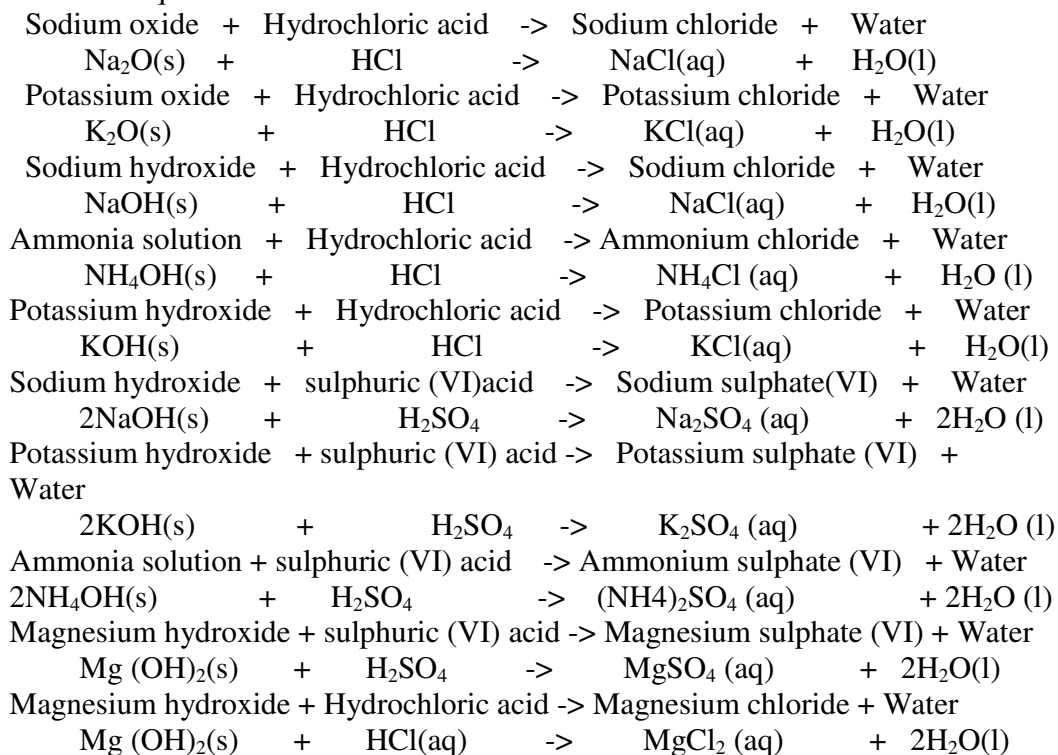 Sodium oxide + Hydrochloric acid -> Sodium chloride + Water
Na₂O(s) + HCl -> NaCl(aq) + H₂O(l)
Potassium oxide + Hydrochloric acid -> Potassium chloride + Water
K₂O(s) + HCl -> KCl(aq) + H₂O(l)
Sodium hydroxide + Hydrochloric acid -> Sodium chloride + Water
NaOH(s) + HCl -> NaCl(aq) + H₂O(l)
Ammonia solution + Hydrochloric acid -> Ammonium chloride + Water
NH₄OH(s) + HCl -> NH₄Cl (aq) + H₂O (l)
Potassium hydroxide + Hydrochloric acid -> Potassium chloride + Water
KOH(s) + HCl -> KCl(aq) + H₂O(l)
Sodium hydroxide + sulphuric (VI)acid -> Sodium sulphate(VI) + Water
2NaOH(s) + H₂SO₄ -> Na₂SO₄ (aq) + 2H₂O (l)
Potassium hydroxide + sulphuric (VI) acid -> Potassium sulphate (VI) +
Water
2KOH(s) + H₂SO₄ -> K₂SO₄ (aq) + 2H₂O (l)
Ammonia solution + sulphuric (VI) acid -> Ammonium sulphate (VI) + Water
2NH₄OH(s) + H₂SO₄ -> (NH4)₂SO₄ (aq) + 2H₂O (l)
Magnesium hydroxide + sulphuric (VI) acid -> Magnesium sulphate (VI) + Water
Mg (OH)₂(s) + H₂SO₄ -> MgSO₄ (aq) + 2H₂O(l)
Magnesium hydroxide + Hydrochloric acid -> Magnesium chloride + Water
Mg (OH)₂(s) + HCl(aq) -> MgCl₂ (aq) + 2H₂O(l)